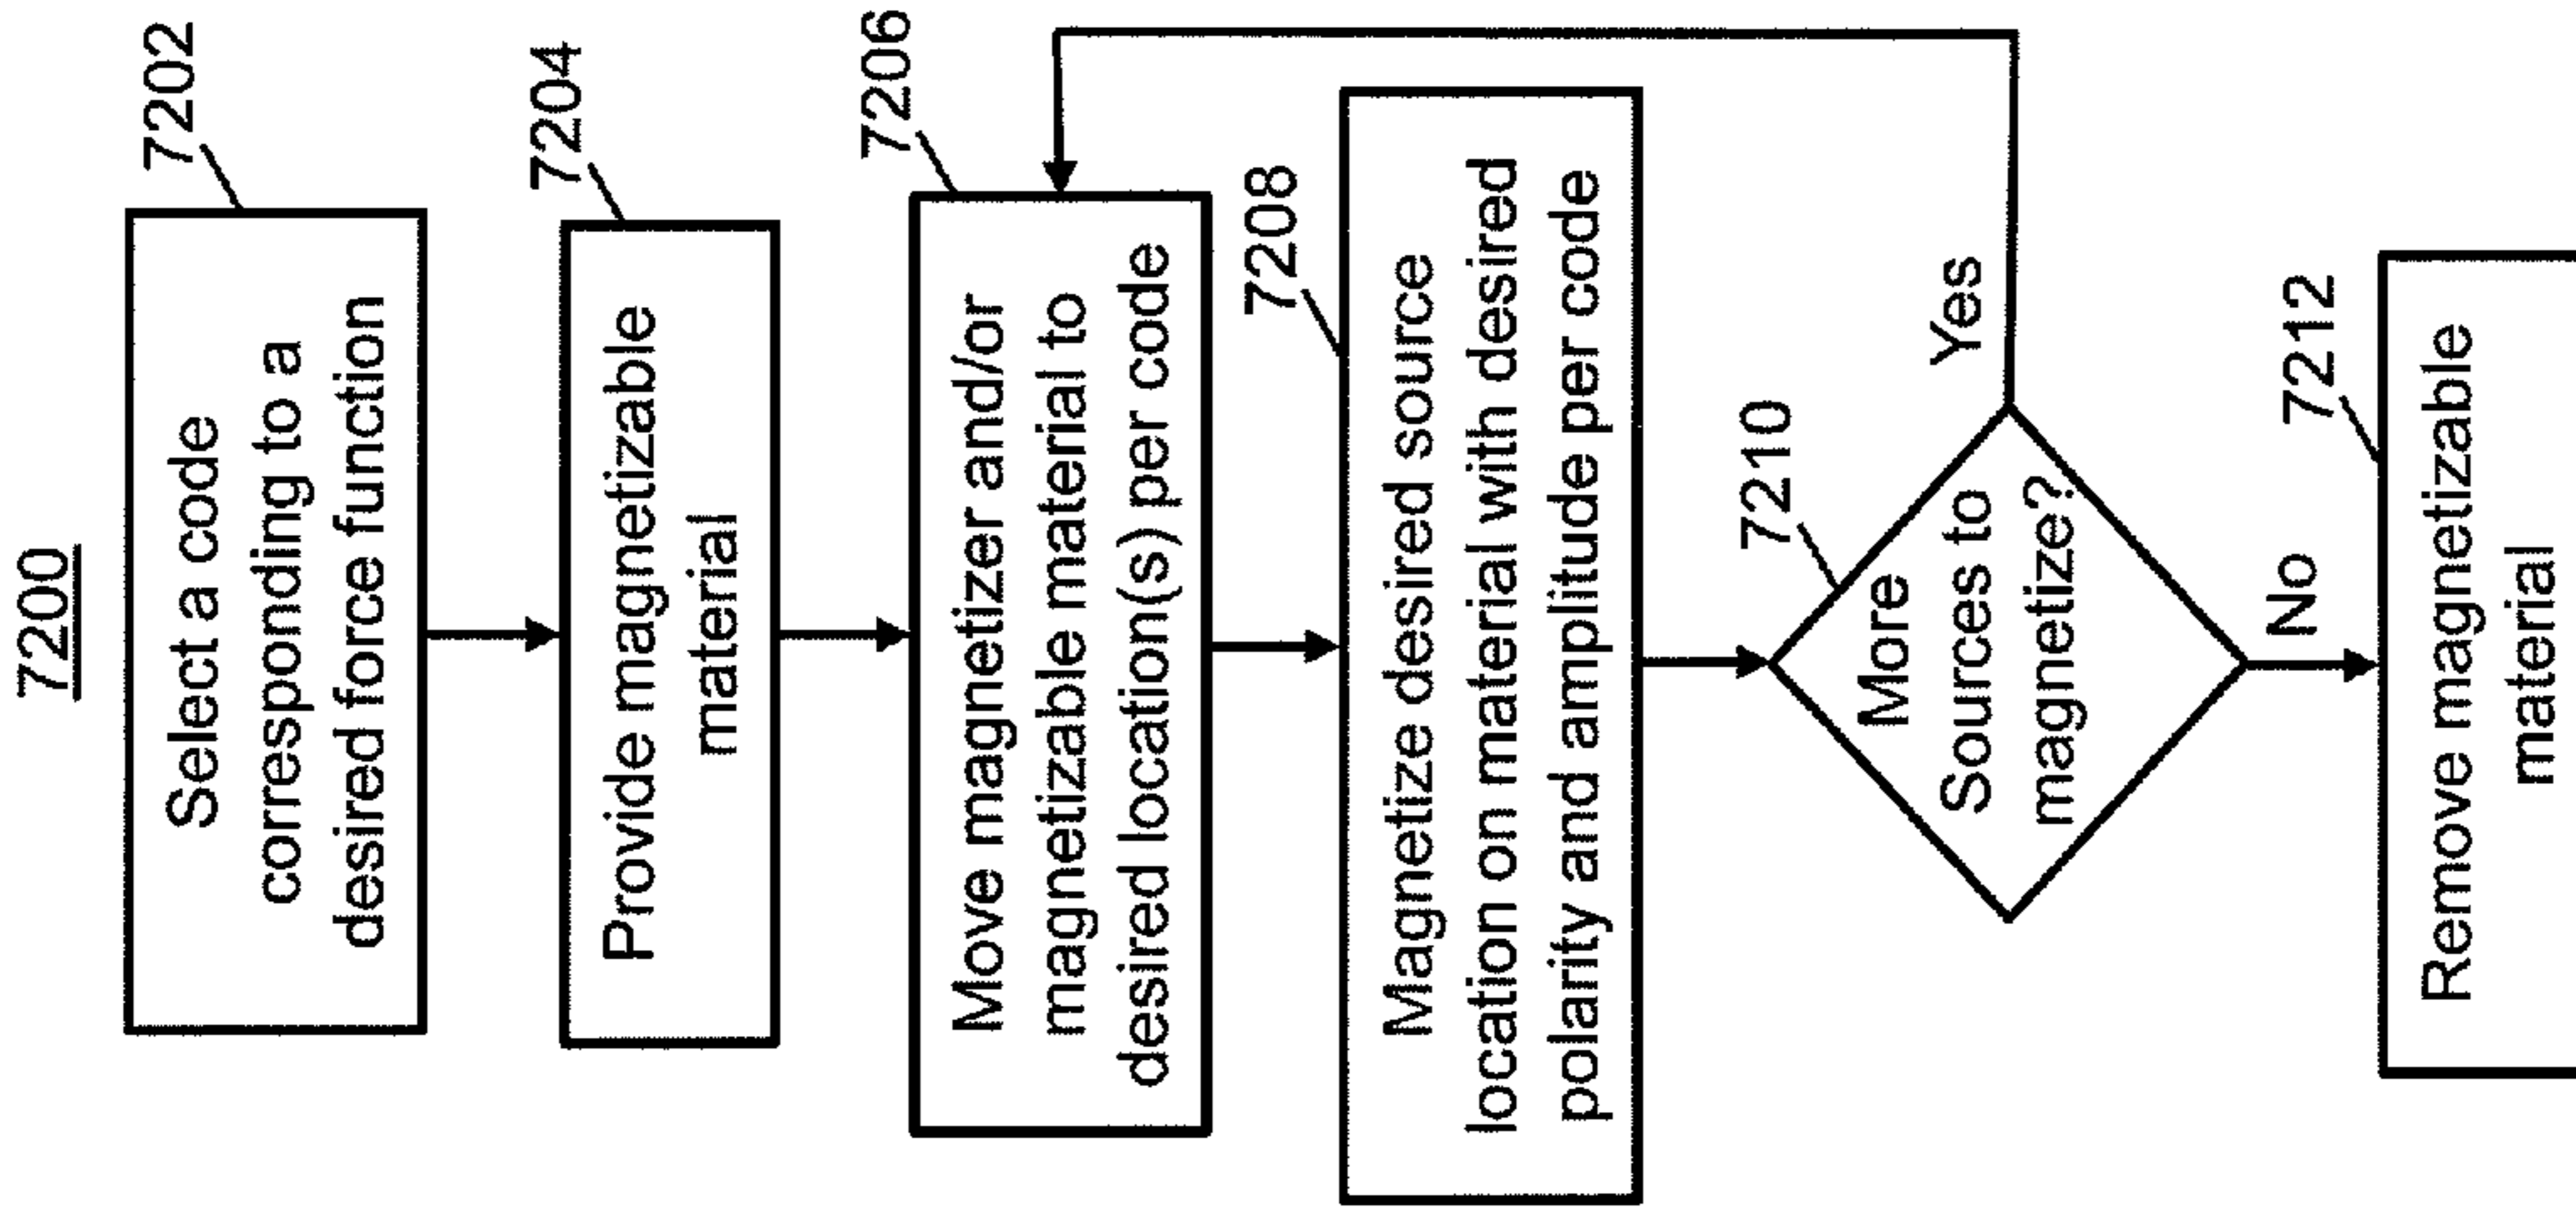 7200
7202
Select a code
corresponding to a
desired force function
7204
Provide magnetizable
material
7206
Move magnetizer and/or
magnetizable material to
desired location(s) per code
7208
Magnetize desired source
location on material with desired
polarity and amplitude per code
7210
More
Sources to
magnetize?
Yes
No
7212
Remove magnetizable
material